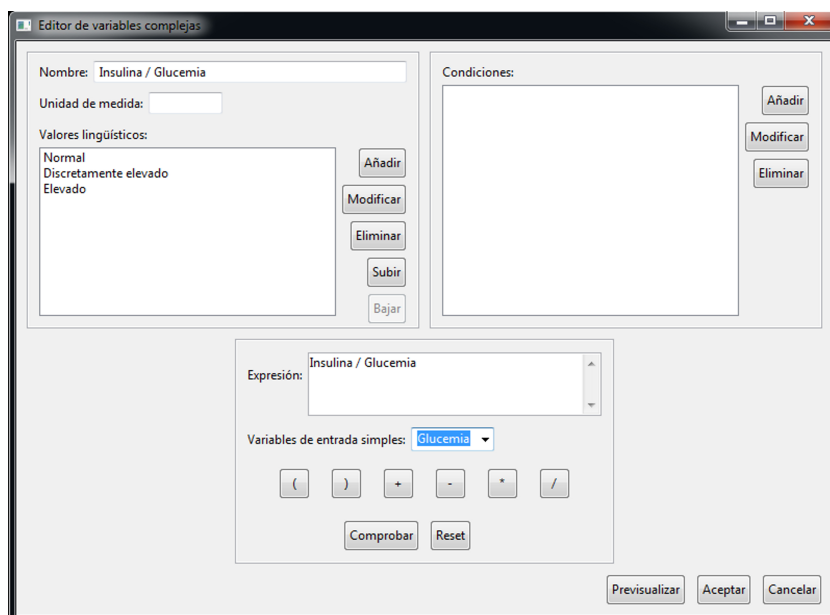 Editor de variables complejas
Nombre: Insulina / Glucemia
Unidad de medida:
Valores lingüísticos:
Normal
Discretamente elevado
Elevado
Añadir
Modificar
Eliminar
Subir
Bajar
Condiciones:
Añadir
Modificar
Eliminar
Expresión: Insulina / Glucemia
Variables de entrada simples: Glucemia
( ) + - * /
Comprobar Reset
Previsualizar Aceptar Cancelar